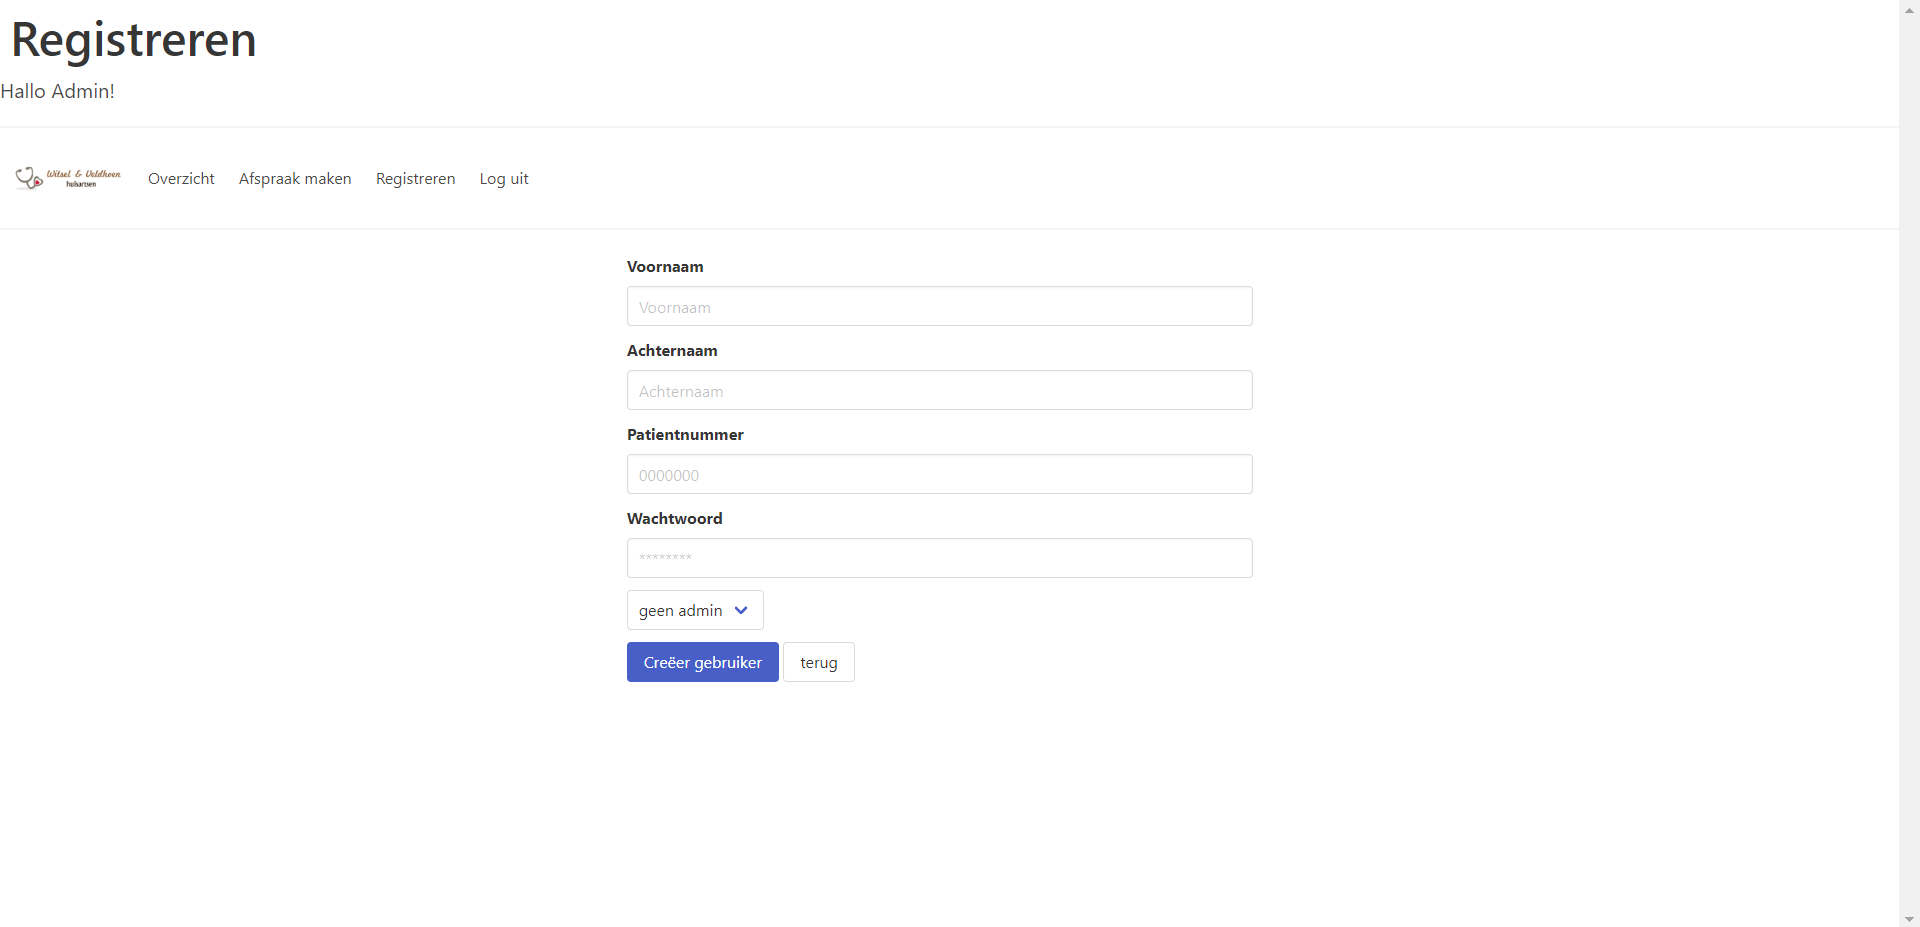 Registreren
Hallo Admin!
Witsel & Veldhoen
huisartsen
Overzicht
Afspraak maken
Registreren
Log uit
Voornaam
Voornaam
Achternaam
Achternaam
Patientnummer
0000000
Wachtwoord
********
geen admin
Creëer gebruiker
terug